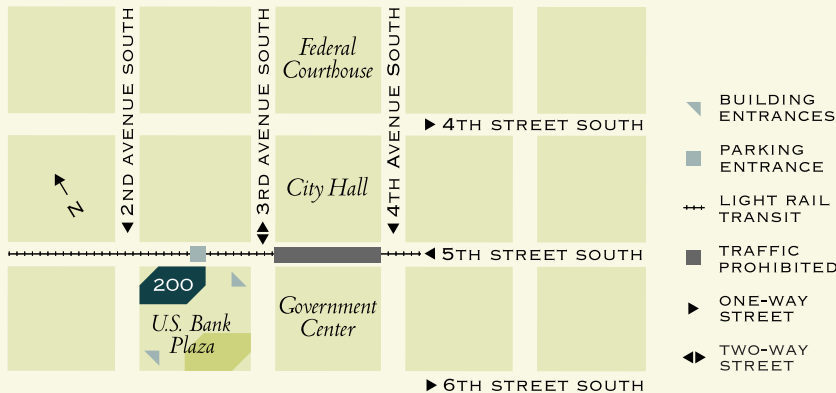 2ND AVENUE SOUTH
3RD AVENUE SOUTH
4TH AVENUE SOUTH
Federal
Courthouse
4TH STREET SOUTH
N
City Hall
5TH STREET SOUTH
200
U.S. Bank
Plaza
Government
Center
6TH STREET SOUTH
BUILDING
ENTRANCES
PARKING
ENTRANCE
LIGHT RAIL
TRANSIT
TRAFFIC
PROHIBITED
ONE-WAY
STREET
TWO-WAY
STREET